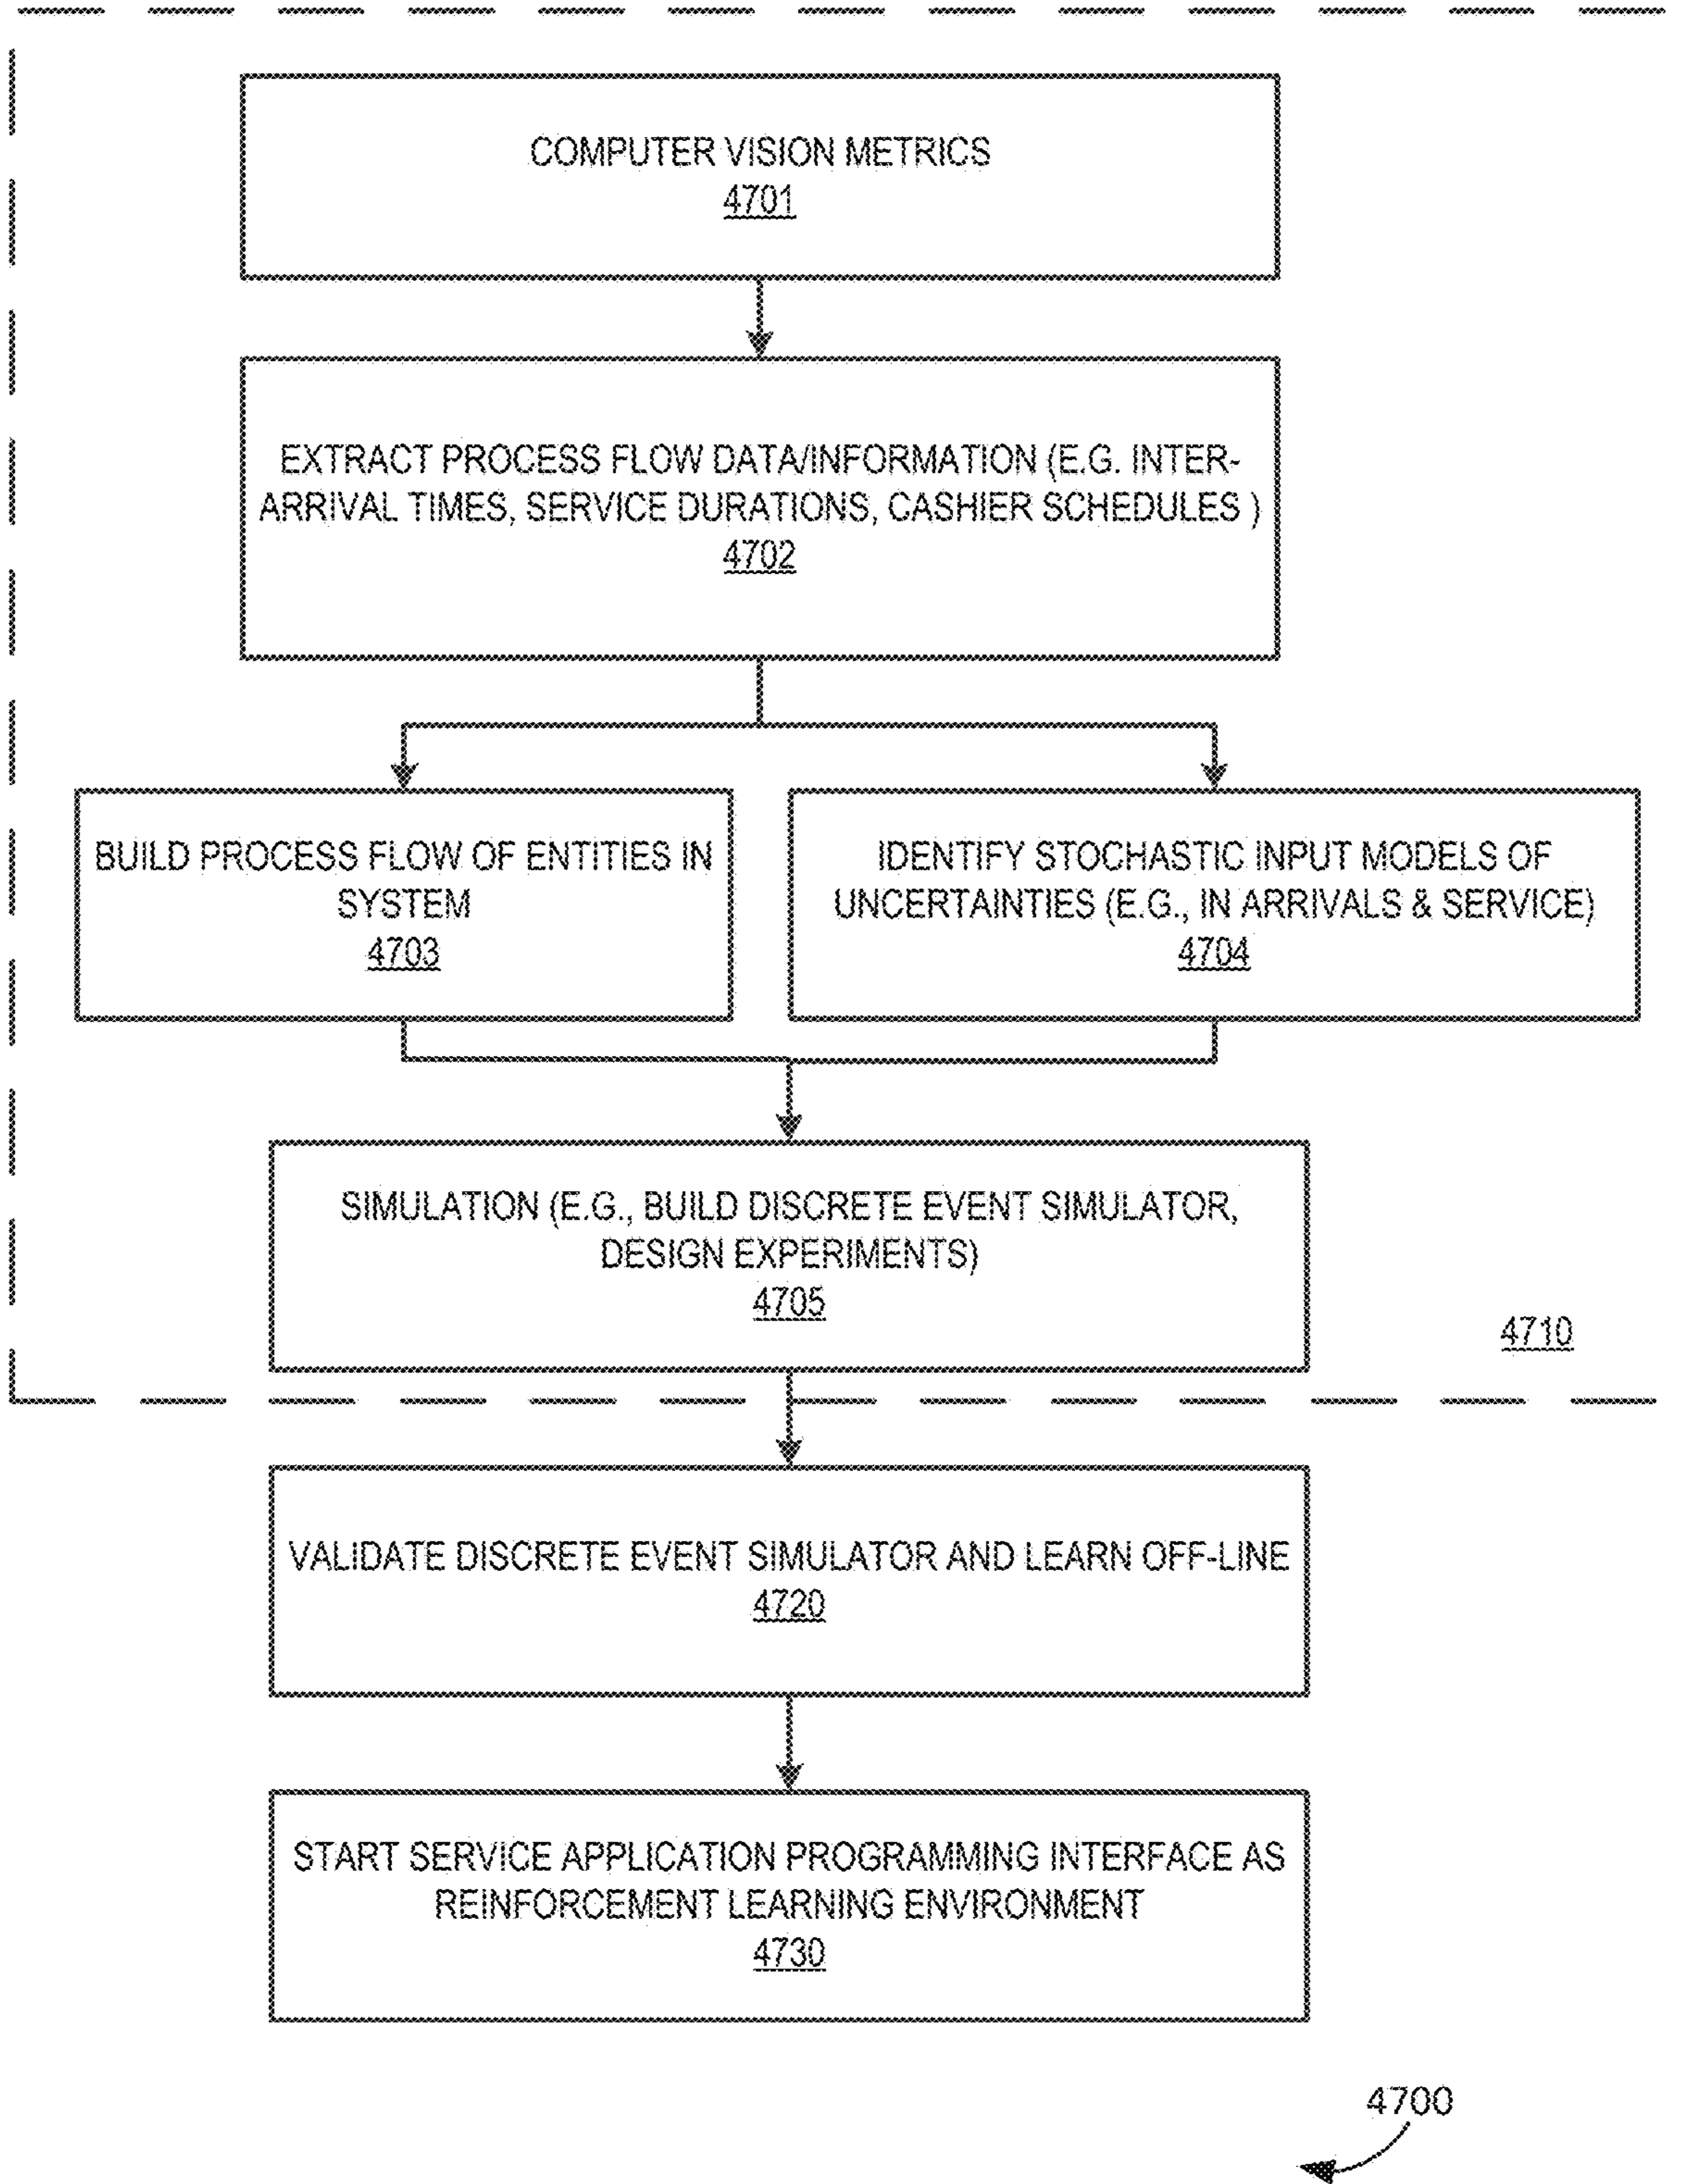 COMPUTER VISION METRICS
4701
EXTRACT PROCESS FLOW DATA/INFORMATION (E.G. INTER-
ARRIVAL TIMES, SERVICE DURATIONS, CASHIER SCHEDULES )
4702
BUILD PROCESS FLOW OF ENTITIES IN
SYSTEM
4703
IDENTIFY STOCHASTIC INPUT MODELS OF
UNCERTAINTIES (E.G., IN ARRIVALS & SERVICE)
4704
SIMULATION (E.G., BUILD DISCRETE EVENT SIMULATOR,
DESIGN EXPERIMENTS)
4705
4710
VALIDATE DISCRETE EVENT SIMULATOR AND LEARN OFF-LINE
4720
START SERVICE APPLICATION PROGRAMMING INTERFACE AS
REINFORCEMENT LEARNING ENVIRONMENT
4730
4700